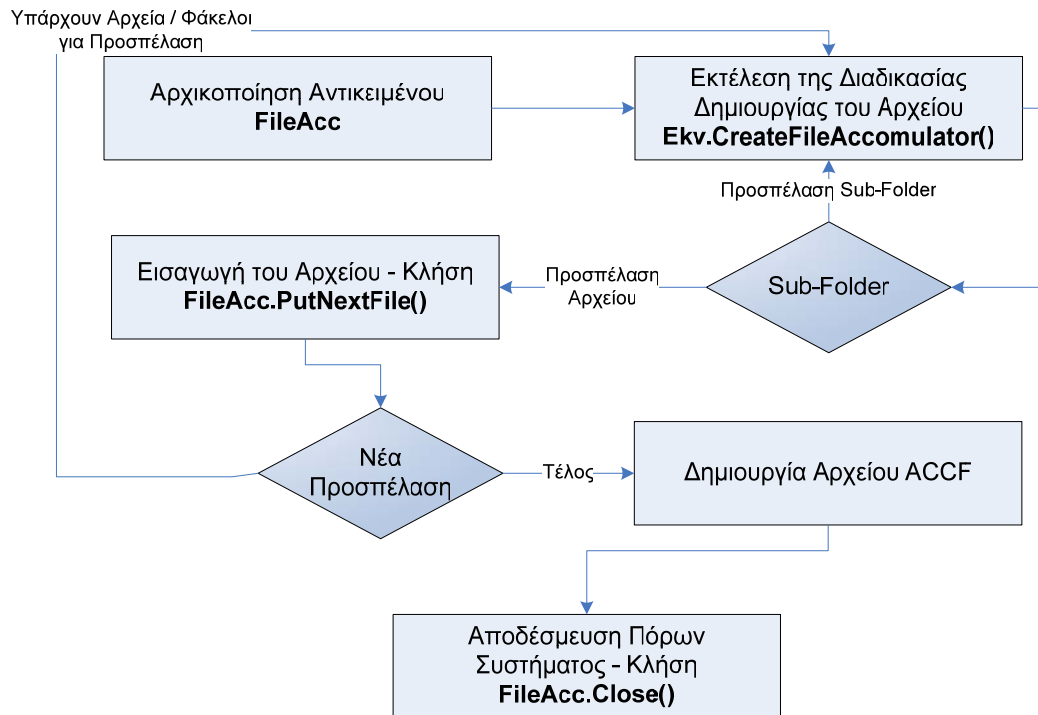 Υπάρχουν Αρχεία / Φάκελοι
για Προσπέλαση
Αρχικοποίηση Αντικειμένου
FileAcc
Εκτέλεση της Διαδικασίας
Δημιουργίας του Αρχείου
Ekv.CreateFileAccomulator()
Προσπέλαση Sub-Folder
Εισαγωγή του Αρχείου - Κλήση
FileAcc.PutNextFile()
Προσπέλαση
Αρχείου
Sub-Folder
Νέα
Προσπέλαση
Τέλος
Δημιουργία Αρχείου ACCF
Αποδέσμευση Πόρων
Συστήματος - Κλήση
FileAcc.Close()